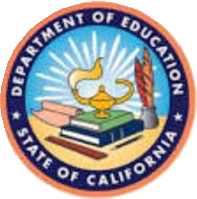 DEPARTMENT OF EDUCATION
STATE OF CALIFORNIA